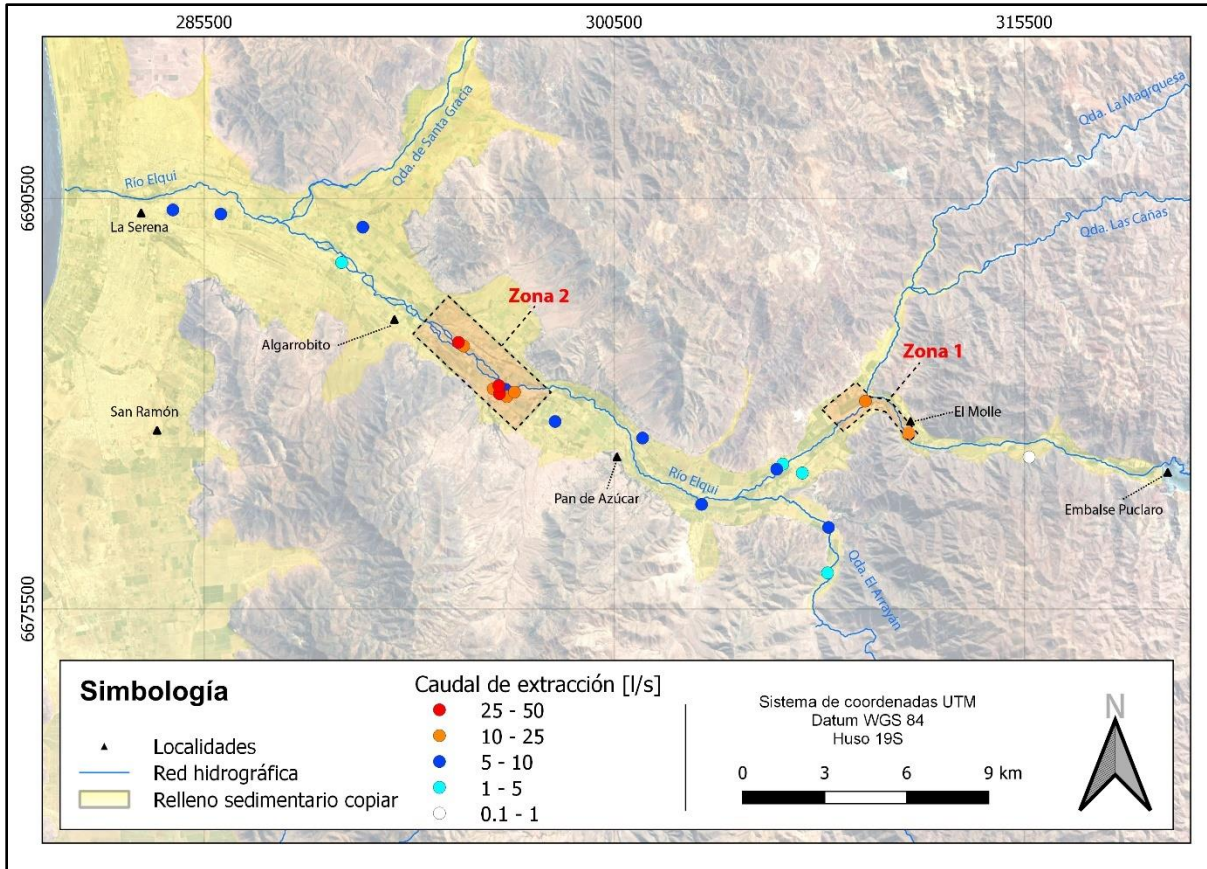 285500
300500
315500
6690500
6675500
Qda. La Maqrquesa
Qda. de Santa Gracia
Río Elqui
Qda. Las Cañas
La Serena
Zona 2
Algarrobito
Zona 1
San Ramón
El Molle
Pan de Azúcar
Río Elqui
Embalse Puclaro
Qda. El Arrayán
Simbología
Localidades
Red hidrográfica
Relleno sedimentario copiar
Caudal de extracción [l/s]
25 - 50
10 - 25
5 - 10
1 - 5
0.1 - 1
Sistema de coordenadas UTM
Datum WGS 84
Huso 19S
0 3 6 9 km
N